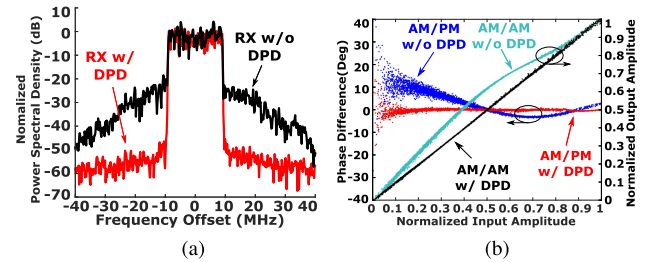 10
0
-10
-20
-30
-40
-50
-60
-70
-40
-30
-20
-10
0
10
20
30
40
Nomalized
Power Spectral Density (dB)
Frequency Offset (MHz)
RX w/
DPD
RX w/o
DPD
(a)
40
30
20
10
0
-10
-20
-30
-40
Phase Difference(Deg)
0
0.1
0.2
0.3
0.4
0.5
0.6
0.7
0.8
0.9
1
Normalized Input Amplitude
1
0.9
0.8
0.7
0.6
0.5
0.4
0.3
0.2
0.1
0
Normalized Output Amplitude
AM/PM
w/o DPD
AM/AM
w/o DPD
AM/AM
w/ DPD
AM/PM
w/ DPD
(b)